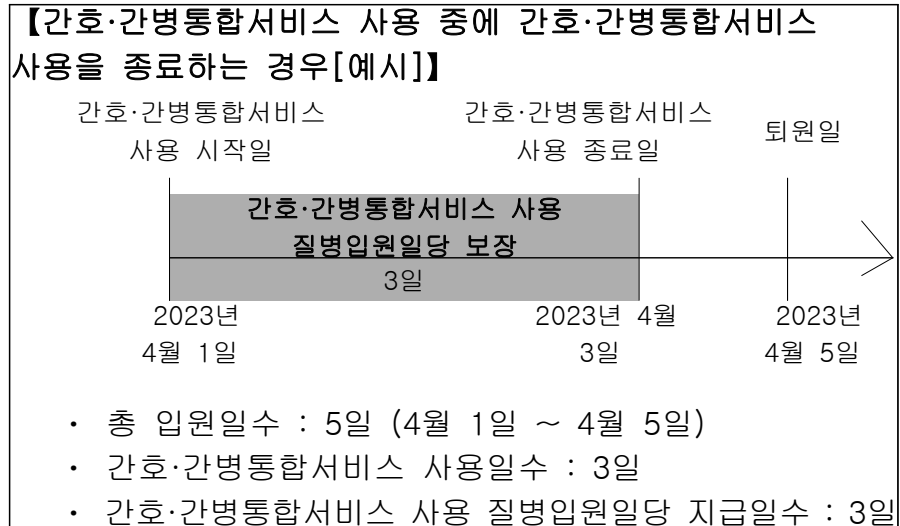 【간호·간병통합서비스 사용 중에 간호·간병통합서비스
사용을 종료하는 경우[예시]】
간호·간병통합서비스
사용 시작일
간호·간병통합서비스
사용 종료일
퇴원일
간호·간병통합서비스 사용
질병입원일당 보장
3일
2023년
4월 1일
2023년 4월
3일
2023년
4월 5일
· 총 입원일수 : 5일 (4월 1일 ~ 4월 5일)
· 간호·간병통합서비스 사용일수 : 3일
· 간호·간병통합서비스 사용 질병입원일당 지급일수 : 3일